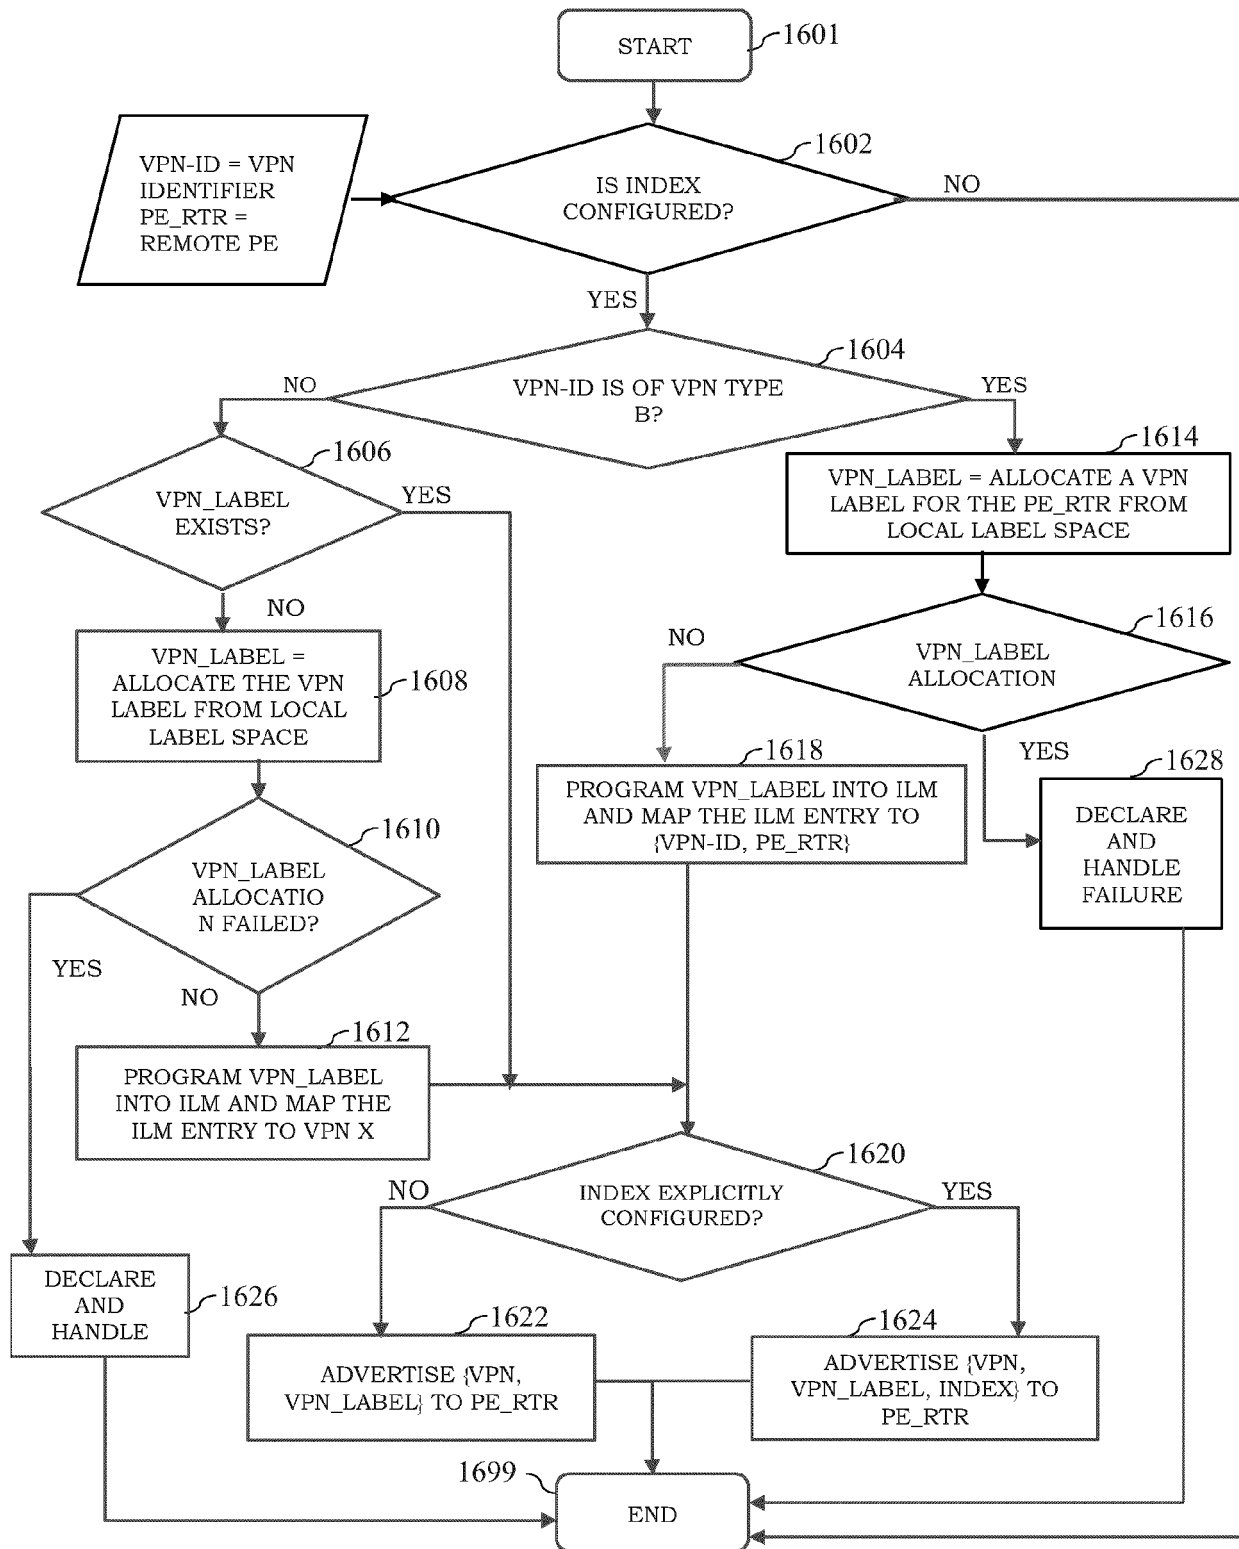 START
1601
VPN-ID = VPN
IDENTIFIER
PE_RTR =
REMOTE PE
1602
IS INDEX
CONFIGURED?
NO
YES
1604
VPN-ID IS OF VPN TYPE
B?
NO
YES
1606
VPN_LABEL
EXISTS?
YES
NO
1614
VPN_LABEL = ALLOCATE A VPN
LABEL FOR THE PE_RTR FROM
LOCAL LABEL SPACE
1608
VPN_LABEL =
ALLOCATE THE VPN
LABEL FROM LOCAL
LABEL SPACE
1616
VPN_LABEL
ALLOCATION
NO
YES
1618
PROGRAM VPN_LABEL INTO ILM
AND MAP THE ILM ENTRY TO
{VPN-ID, PE_RTR}
1628
DECLARE
AND
HANDLE
FAILURE
1610
VPN_LABEL
ALLOCATIO
N FAILED?
YES
NO
1612
PROGRAM VPN_LABEL
INTO ILM AND MAP THE
ILM ENTRY TO VPN X
1620
INDEX EXPLICITLY
CONFIGURED?
NO
YES
DECLARE
AND
HANDLE
1626
1622
ADVERTISE {VPN,
VPN_LABEL} TO PE_RTR
1624
ADVERTISE {VPN,
VPN_LABEL, INDEX} TO
PE_RTR
1699
END